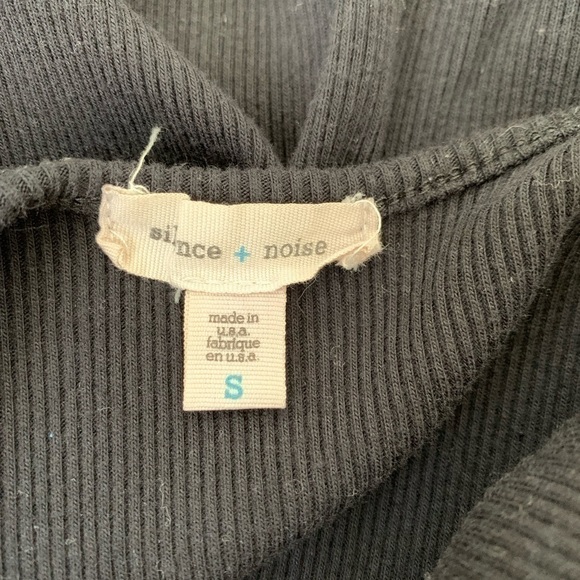 silence + noise
made in
u.s.a.
fabrique
en u.s.a.
S